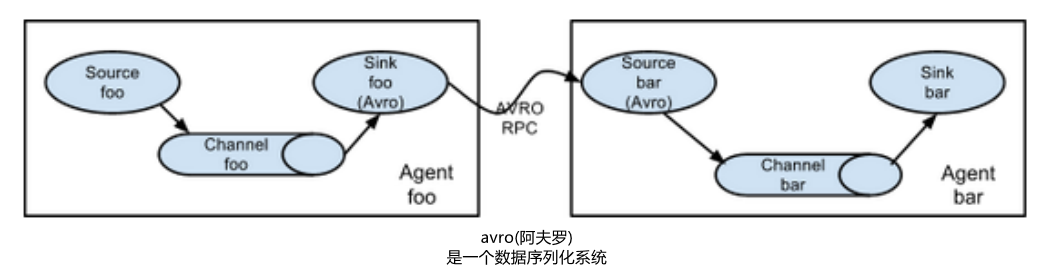 Source
foo
Channel
foo
Sink
foo
(Avro)
Agent
foo
AVRO
RPC
Source
bar
(Avro)
Channel
bar
Sink
bar
Agent
bar
avro(阿夫罗)
是一个数据序列化系统